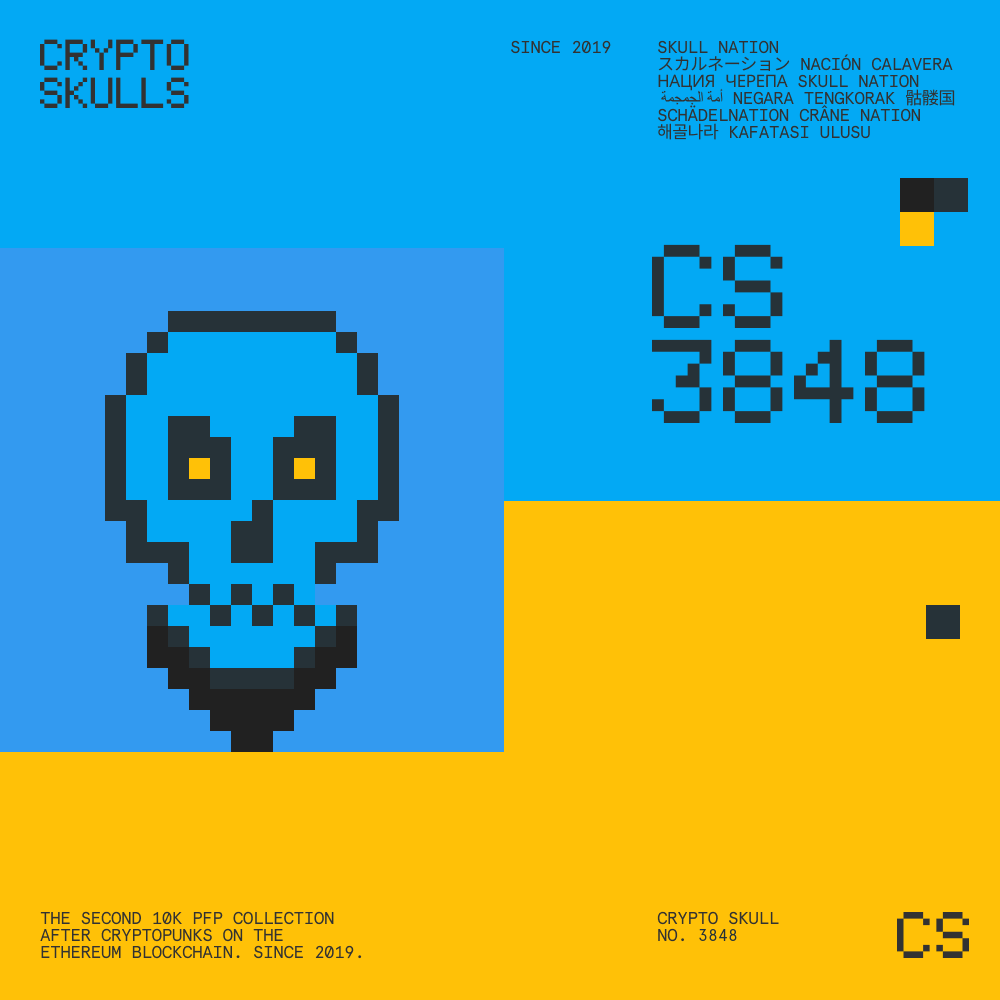 CRYPTO
SKULLS
SINCE 2019
SKULL NATION
スカルネーション NACIÓN CALAVERA
НАЦИЯ ЧЕРЕПА SKULL NATION
أمة الجمجمة NEGARA TENGKORAK 骷髅国
SCHÄDELNATION CRÂNE NATION
해골나라 KAFATASI ULUSU
CS
3848
THE SECOND 10K PFP COLLECTION
AFTER CRYPTOPUNKS ON THE
ETHEREUM BLOCKCHAIN. SINCE 2019.
CRYPTO SKULL
NO. 3848
CS